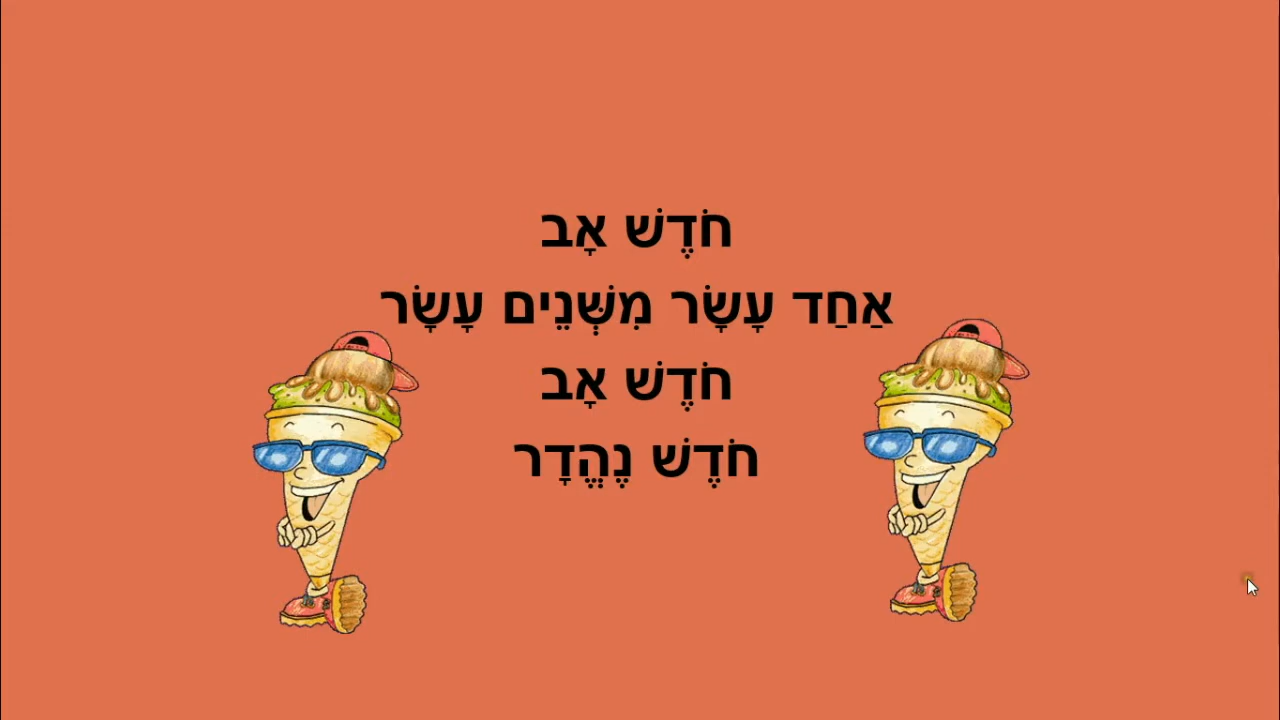 חֹדֶשׁ אָב
אַחַד עָשָׂר מִשְּׁנֵים עָשָׂר
חֹדֶשׁ אָב
חֹדֶשׁ נֶהֱדָר